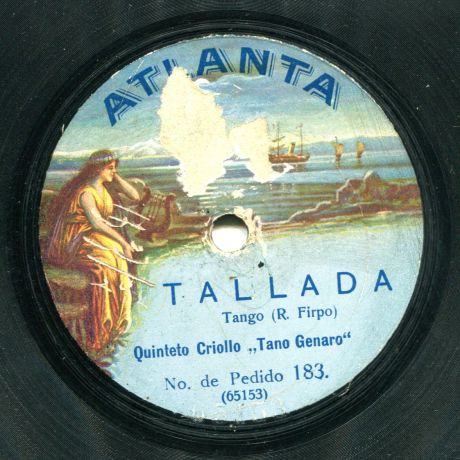 ATLANTA
TALLADA
Tango (R. Firpo)
Quinteto Criollo „Tano Genaro“
No. de Pedido 183.
(65153)